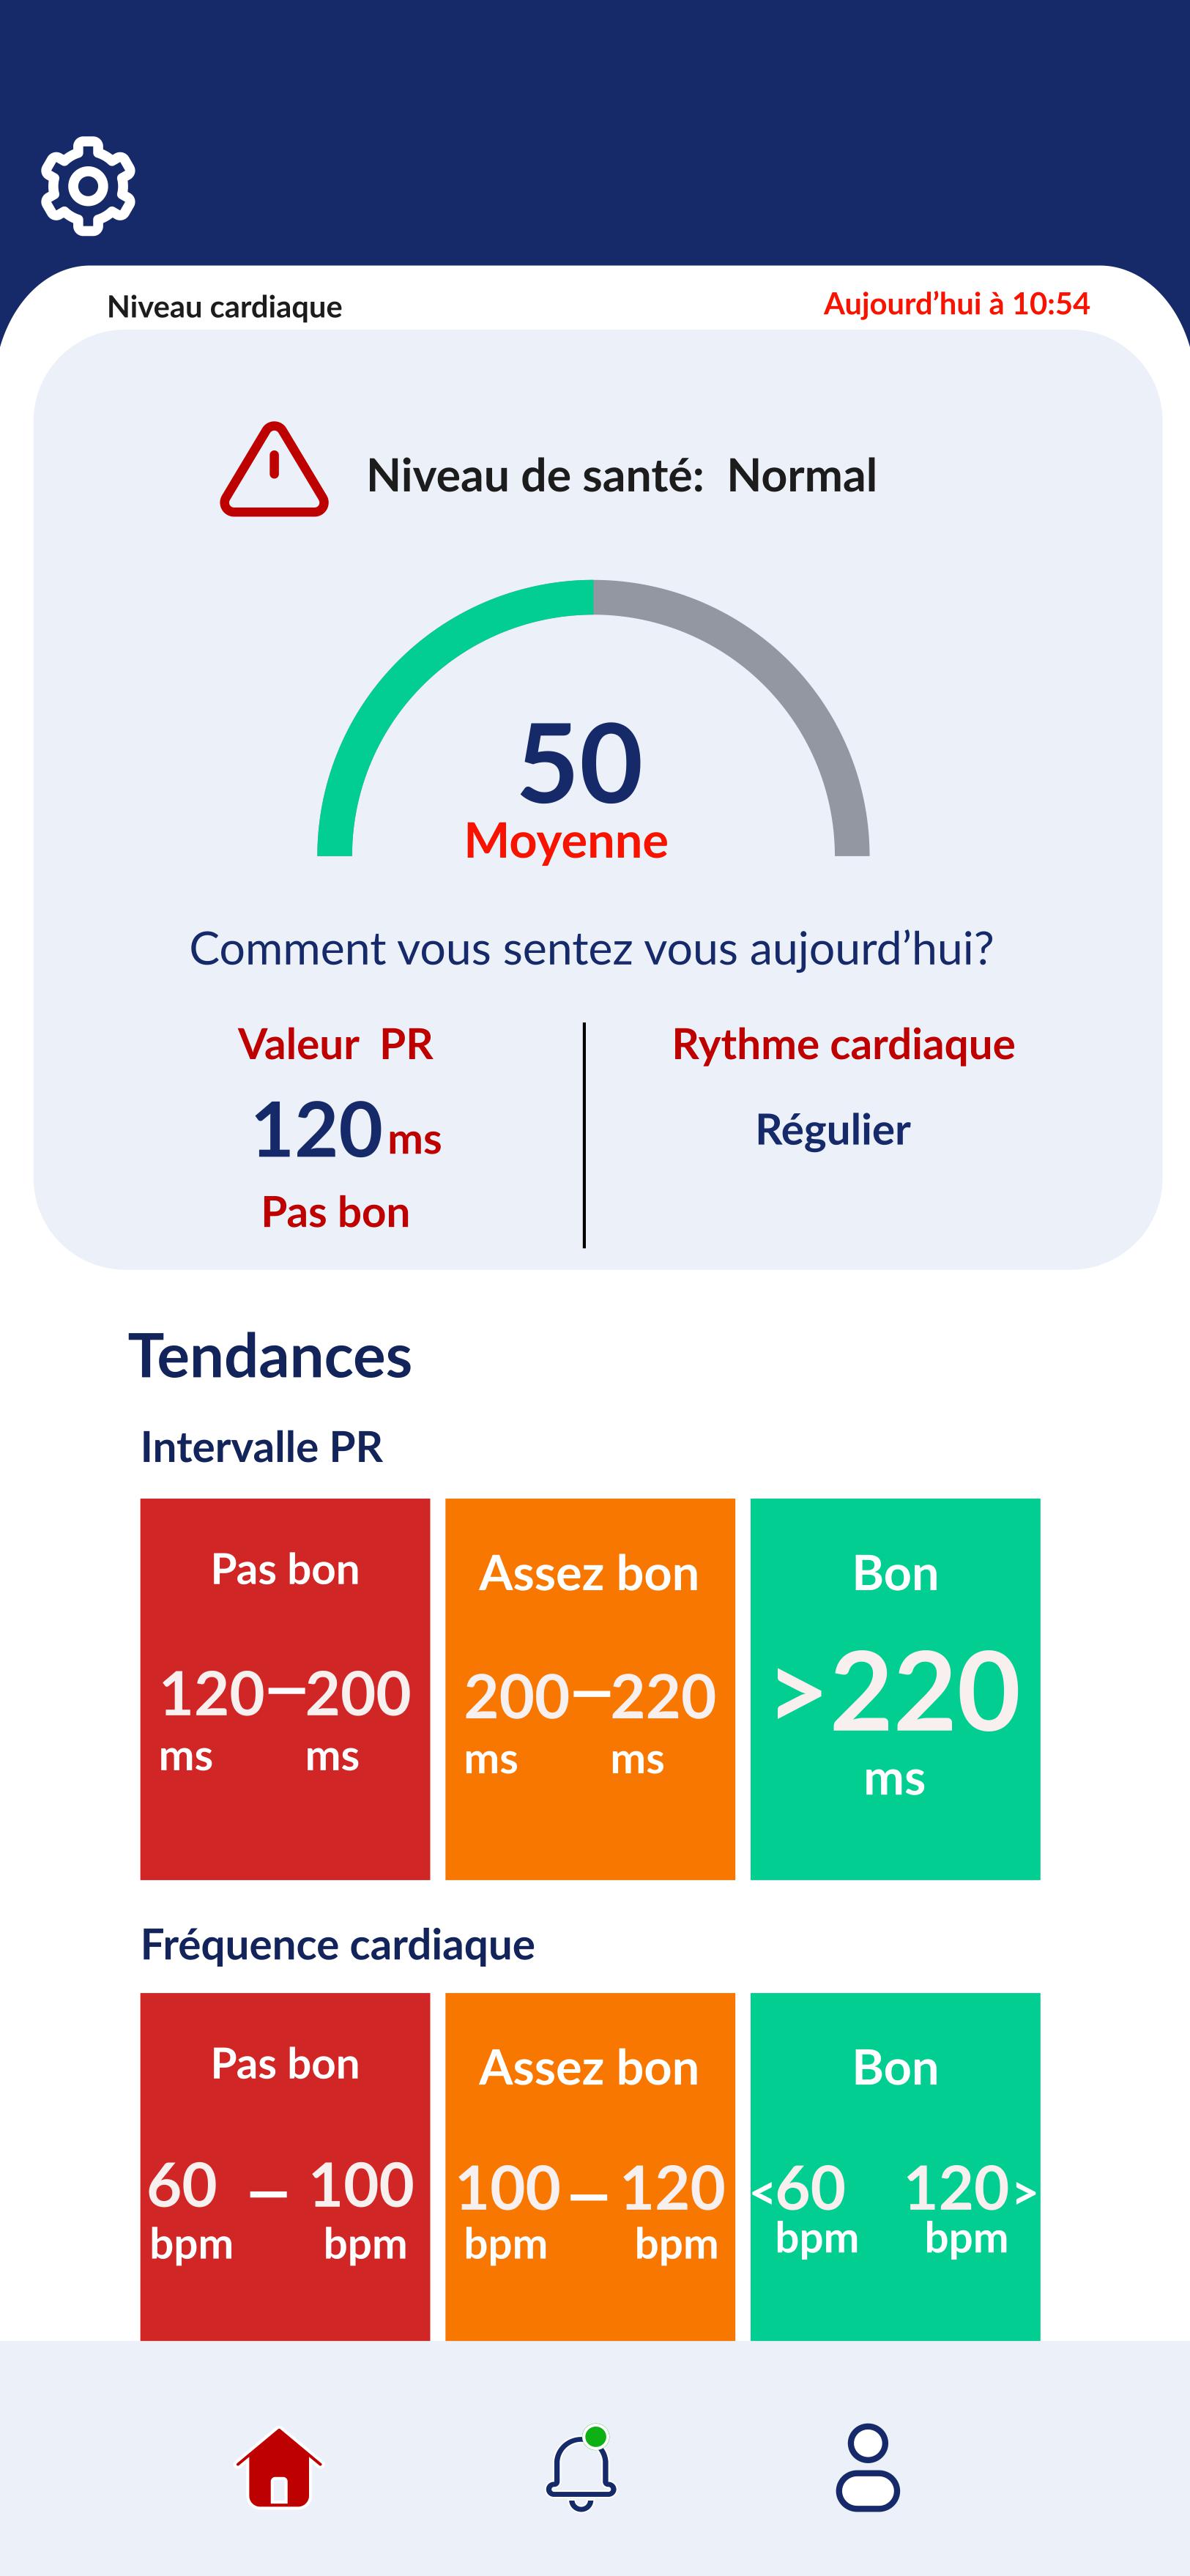 Niveau cardiaque
Aujourd’hui à 10:54
Niveau de santé: Normal
50
Moyenne
Comment vous sentez vous aujourd’hui?
Valeur PR
120 ms
Pas bon
Rythme cardiaque
Régulier
Tendances
Intervalle PR
Pas bon
120–200
ms ms
Assez bon
200–220
ms ms
Bon
>220
ms
Fréquence cardiaque
Pas bon
60 – 100
bpm bpm
Assez bon
100 – 120
bpm bpm
Bon
<60 120>
bpm bpm